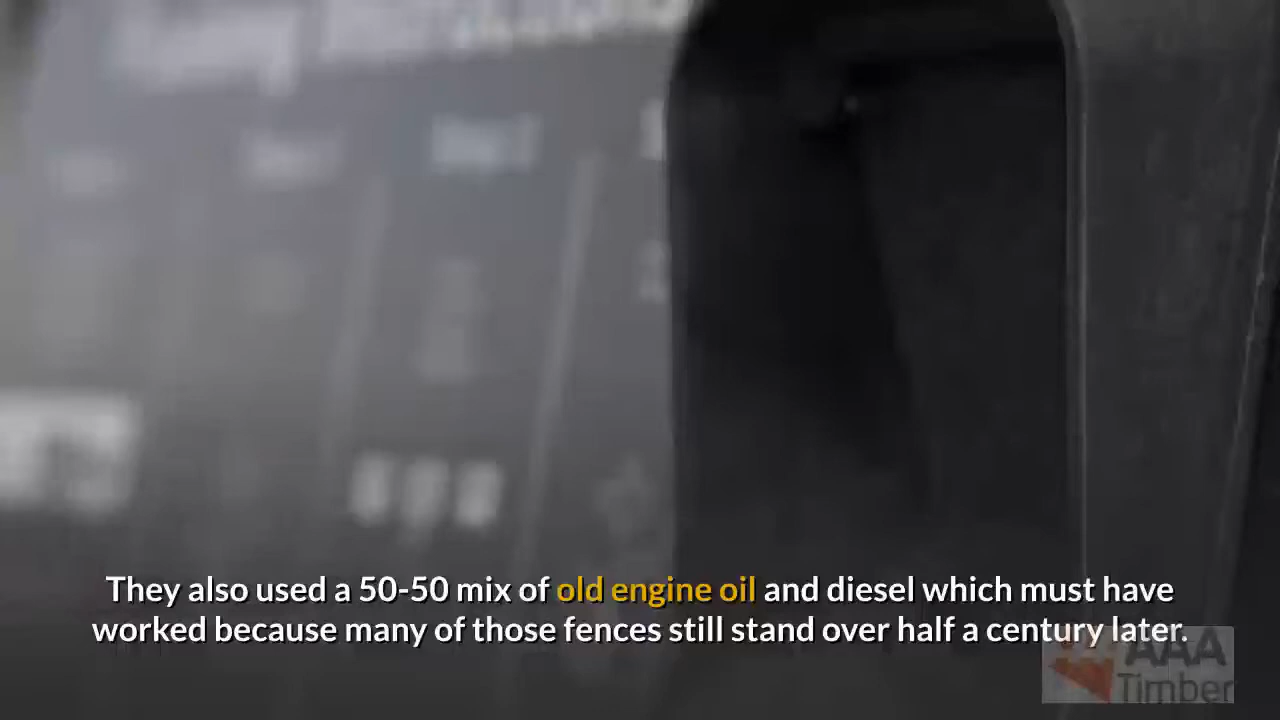 They also used a 50-50 mix of old engine oil and diesel which must have
worked because many of those fences still stand over half a century later.
AAA
Timber